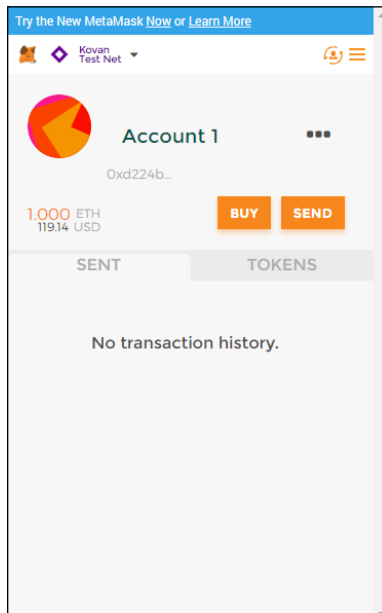 Try the New MetaMask Now or Learn More
Kovan
Test Net
Account 1
0xd224b...
1.000 ETH
119.14 USD
BUY
SEND
SENT
TOKENS
No transaction history.